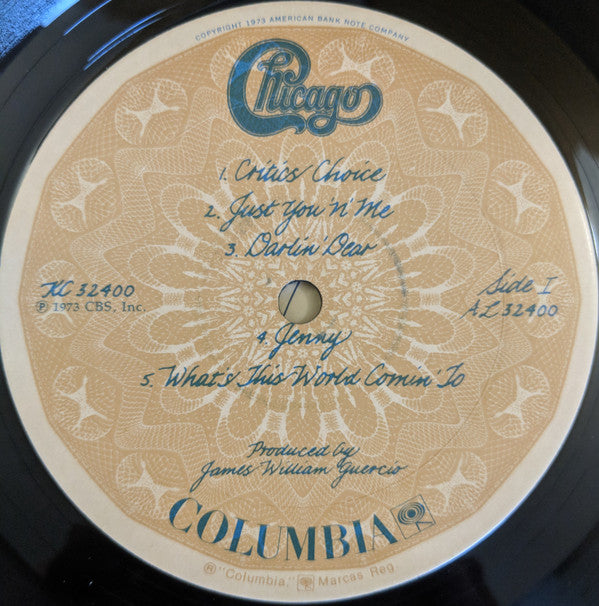 COPYRIGHT 1973 AMERICAN BANK NOTE COMPANY
Chicago
1. Critics' Choice
2. Just You 'n' Me
3. Darlin' Dear
KC 32400
℗ 1973 CBS, Inc.
Side I
AL 32400
4. Jenny
5. What's This World Comin' To
Produced by
James William Guercio
COLUMBIA
® "Columbia," Marcas Reg